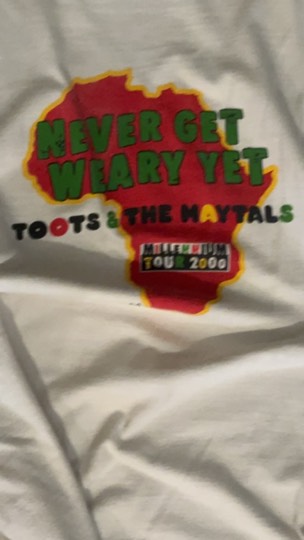 NEVER GET
WEARY YET
TOOTS & THE MAYTALS
MILLENNIUM
TOUR 2000